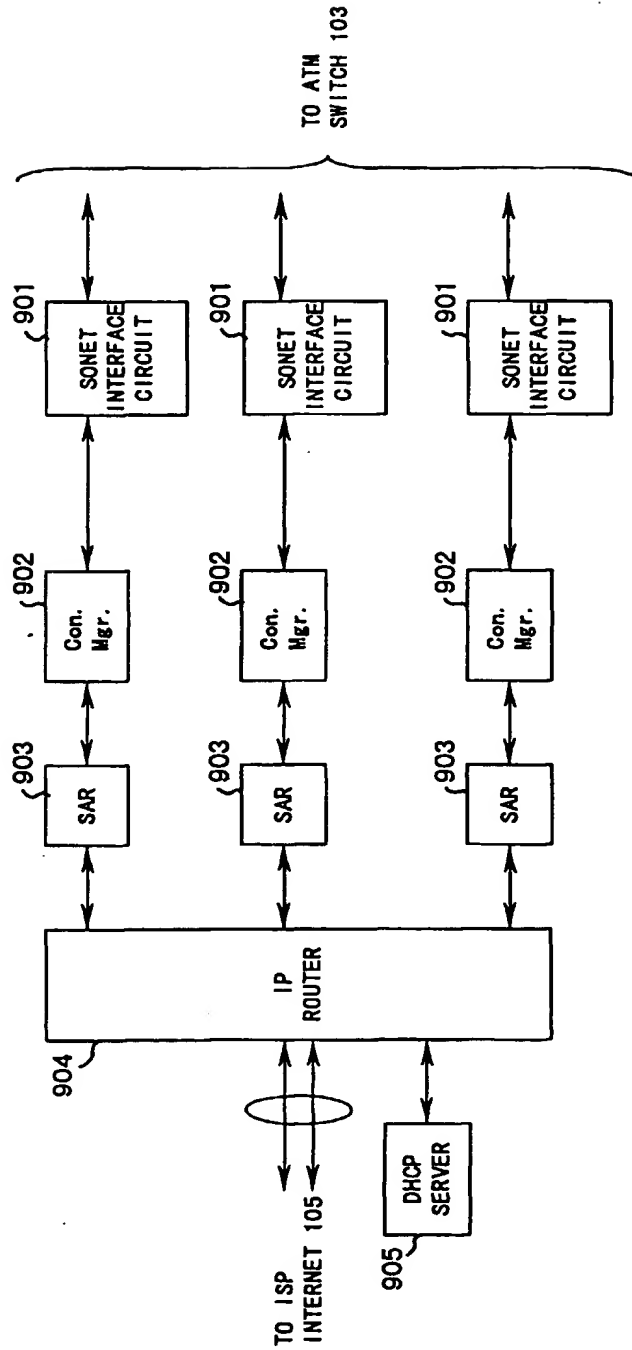 TO ATM
SWITCH 103
901
SONET
INTERFACE
CIRCUIT
901
SONET
INTERFACE
CIRCUIT
901
SONET
INTERFACE
CIRCUIT
902
Con.
Mgr.
902
Con.
Mgr.
902
Con.
Mgr.
903
SAR
903
SAR
903
SAR
IP
ROUTER
904
TO ISP
INTERNET 105
DHCP
SERVER
905